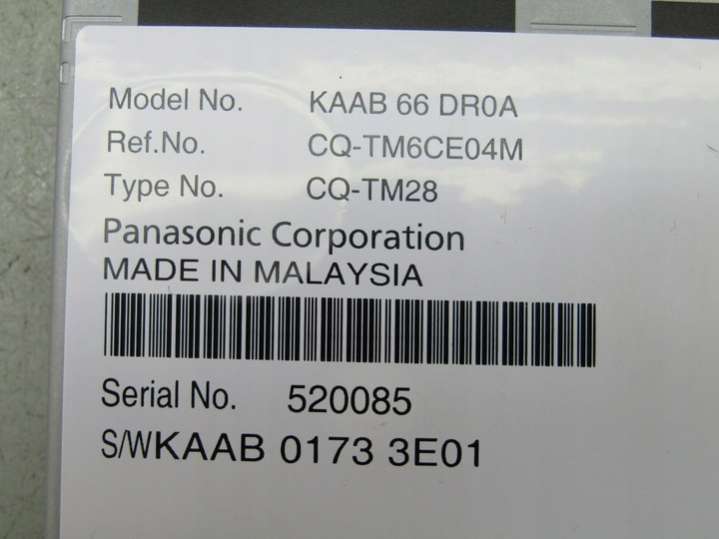 Model No. KAAB 66 DR0A
Ref.No. CQ-TM6CE04M
Type No. CQ-TM28
Panasonic Corporation
MADE IN MALAYSIA
Serial No. 520085
S/WKAAB 0173 3E01